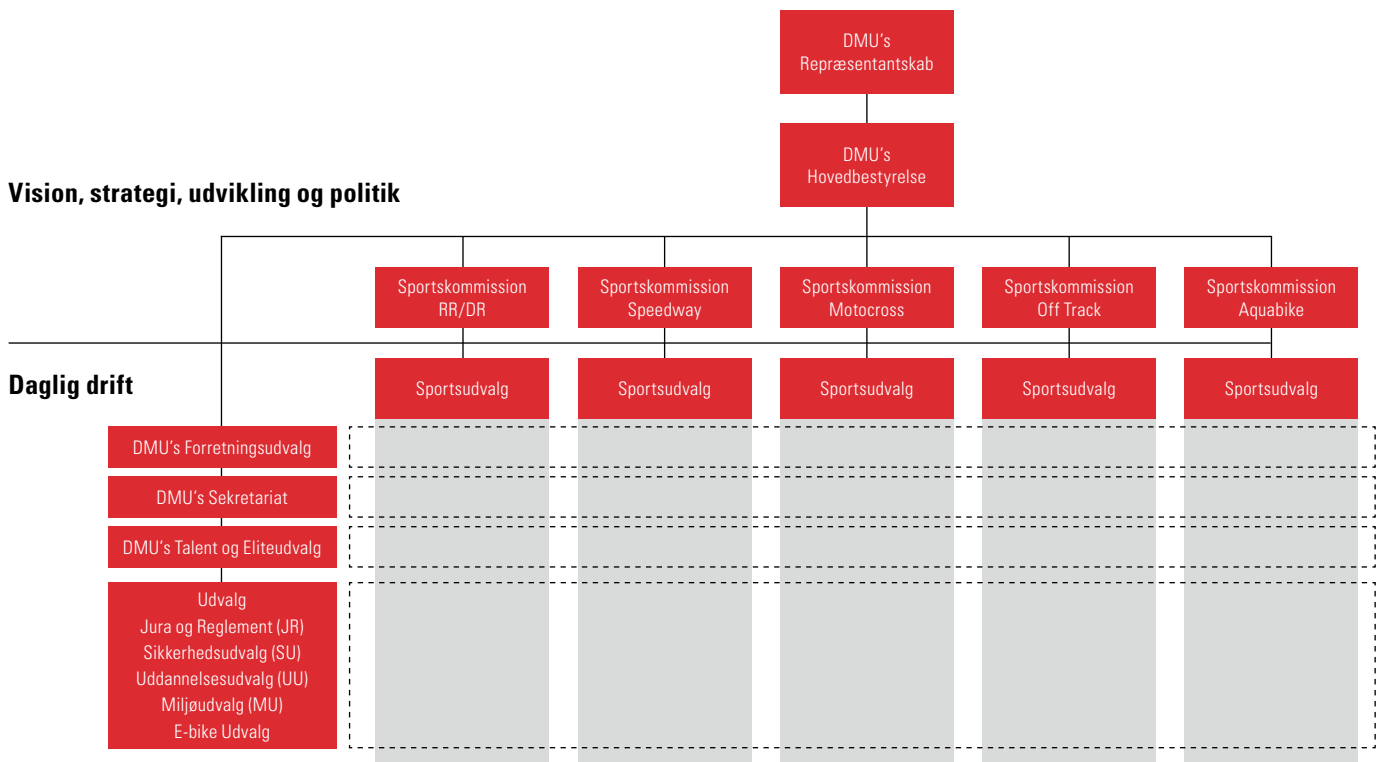 DMU's
Repræsentantskab
DMU's
Hovedbestyrelse
Vision, strategi, udvikling og politik
Sportskommission
RR/DR
Sportskommission
Speedway
Sportskommission
Motocross
Sportskommission
Off Track
Sportskommission
Aquabike
Daglig drift
Sportsudvalg
Sportsudvalg
Sportsudvalg
Sportsudvalg
Sportsudvalg
DMU's Forretningsudvalg
DMU's Sekretariat
DMU's Talent og Eliteudvalg
Udvalg
Jura og Reglement (JR)
Sikkerhedsudvalg (SU)
Uddannelsesudvalg (UU)
Miljøudvalg (MU)
E-bike Udvalg